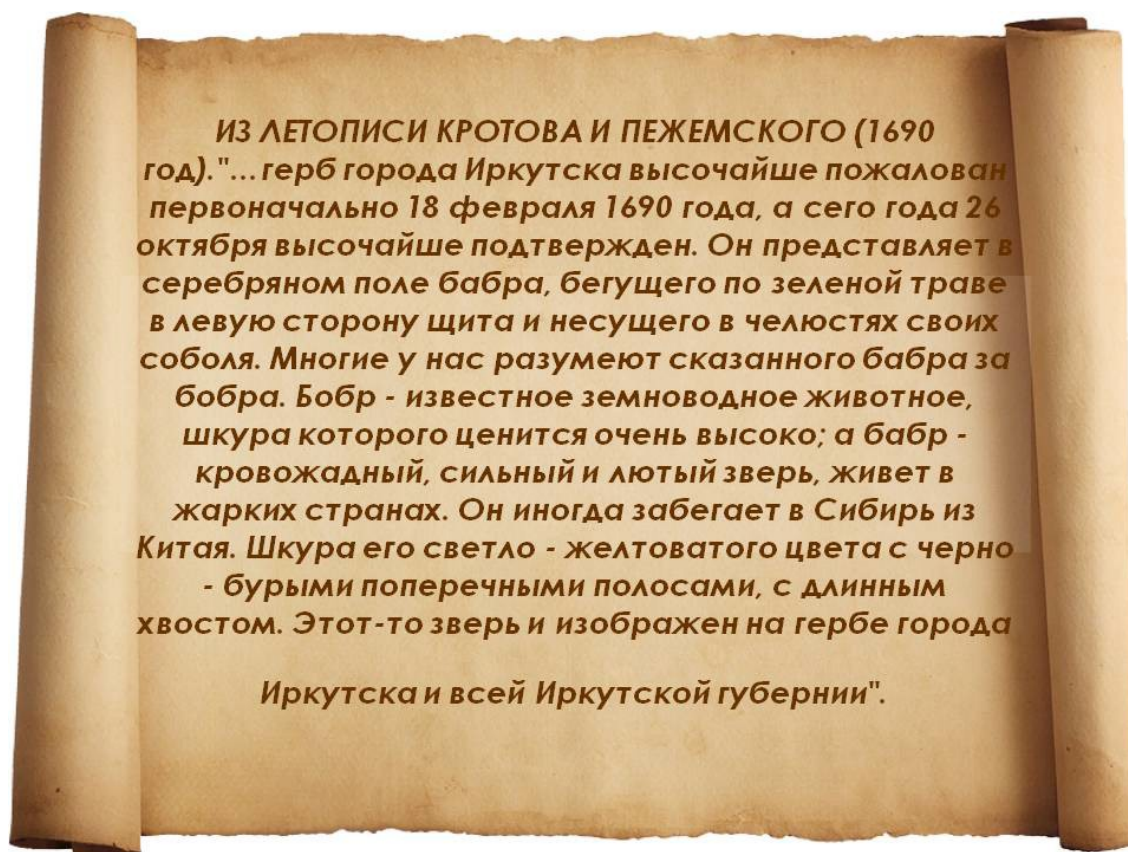 ИЗ ЛЕТОПИСИ КРОТОВА И ПЕЖЕМСКОГО (1690
год)."... герб города Иркутска высочайше пожалован
первоначально 18 февраля 1690 года, а сего года 26
октября высочайше подтвержден. Он представляет в
серебряном поле бабра, бегущего по зеленой траве
в левую сторону щита и несущего в челюстях своих
соболя. Многие у нас разумеют сказанного бабра за
бобра. Бобр - известное земноводное животное,
шкура которого ценится очень высоко; а бабр -
кровожадный, сильный и лютый зверь, живет в
жарких странах. Он иногда забегает в Сибирь из
Китая. Шкура его светло - желтоватого цвета с черно
- бурыми поперечными полосами, с длинным
хвостом. Этот-то зверь и изображен на гербе города
Иркутска и всей Иркутской губернии".